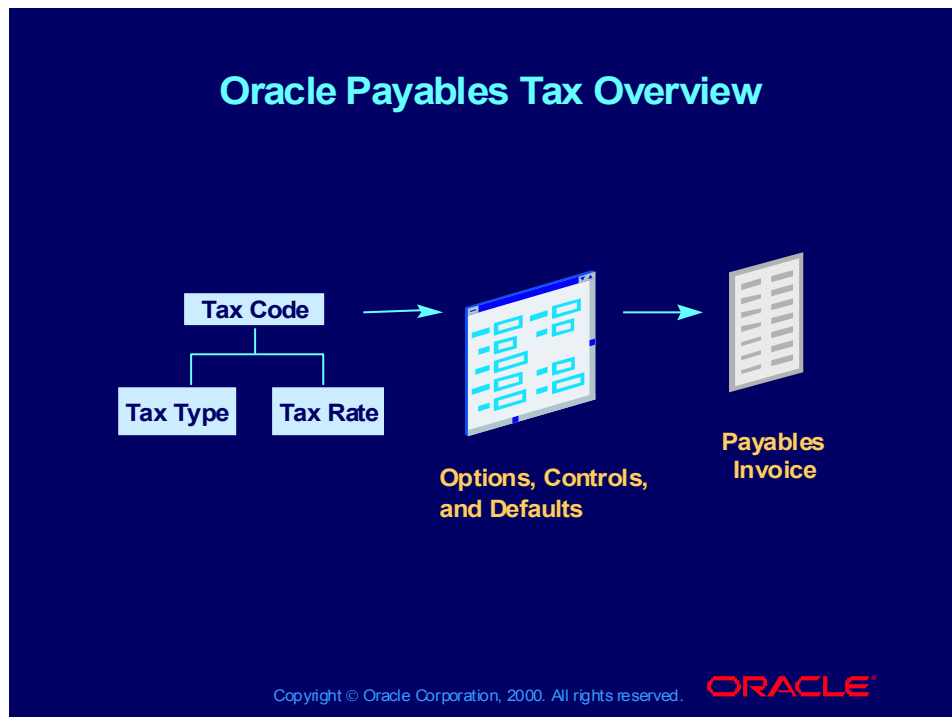 Oracle Payables Tax Overview
Tax Code
Tax Type
Tax Rate
Options, Controls,
and Defaults
Payables
Invoice
Copyright © Oracle Corporation, 2000. All rights reserved.
ORACLE®